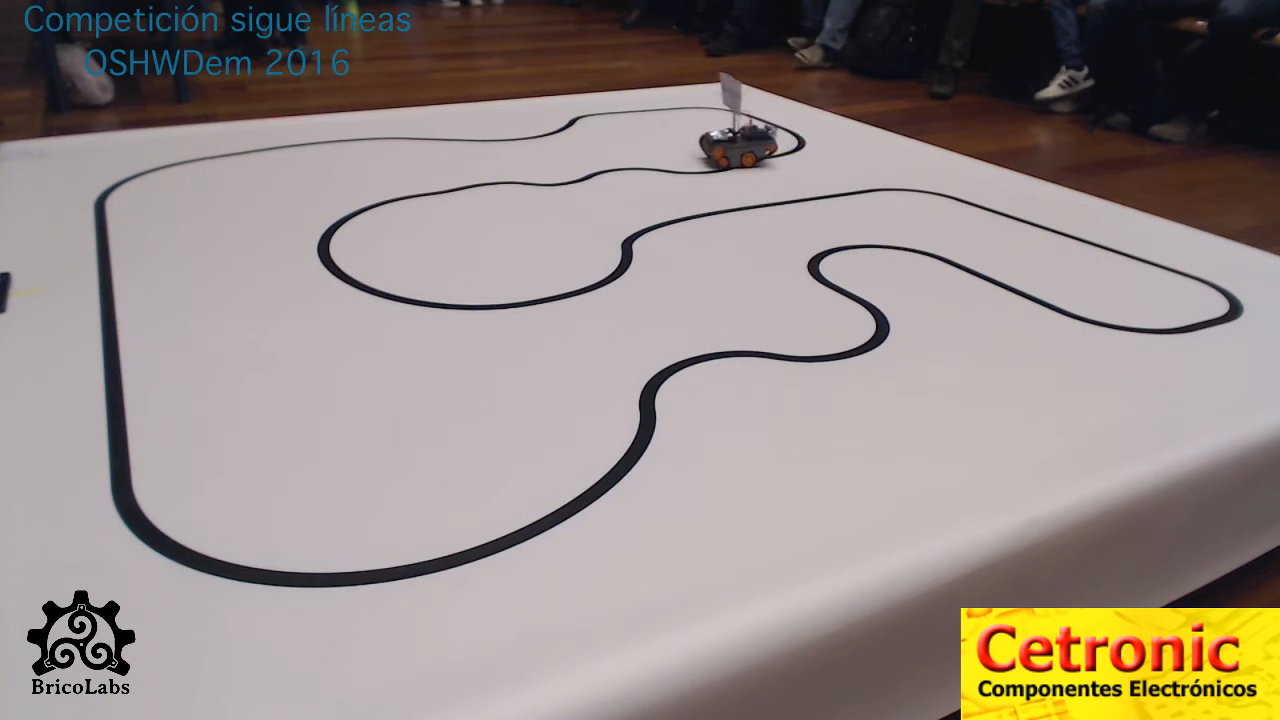 Competición sigue líneas
OSHWDem 2016
BricoLabs
Cetronic
Componentes Electrónicos